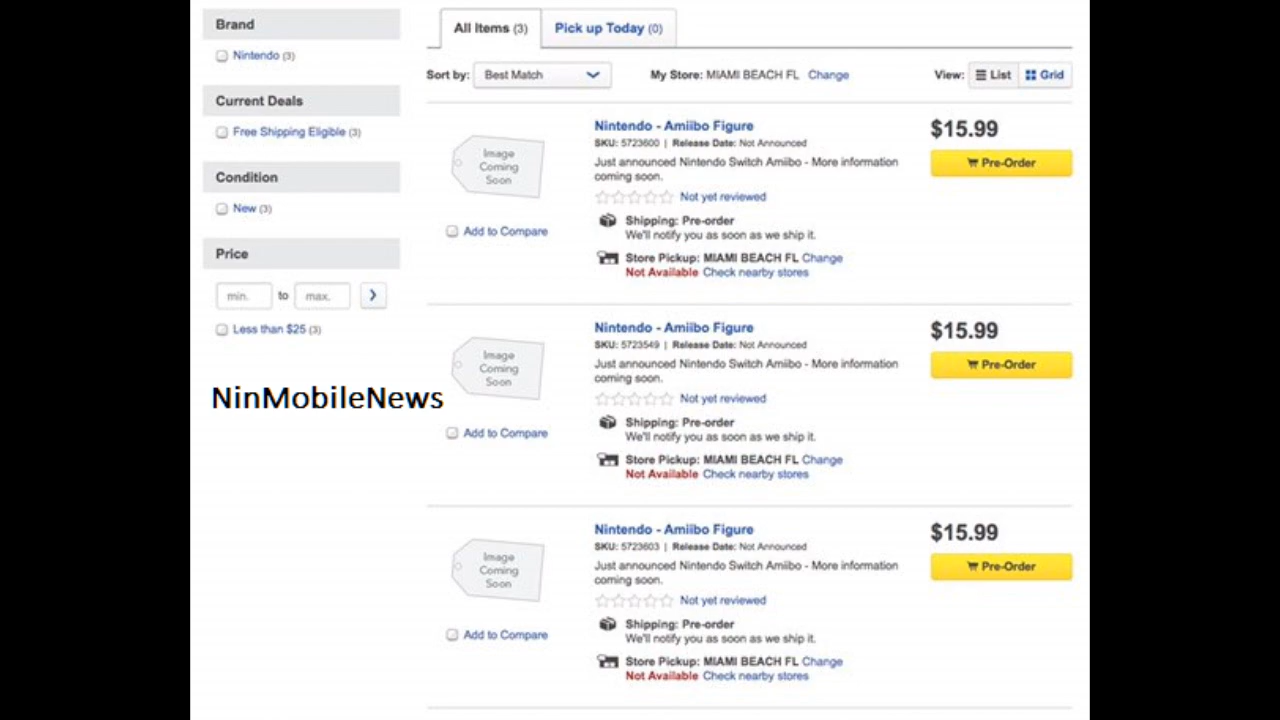 Brand
Nintendo (3)
Current Deals
Free Shipping Eligible (3)
Condition
New (3)
Price
min. to max.
Less than $25 (3)
NinMobileNews
All Items (3) Pick up Today (0)
Sort by: Best Match My Store: MIAMI BEACH FL Change View: List Grid
Image
Coming
Soon
Add to Compare
Nintendo - Amiibo Figure
SKU: 5723600 | Release Date: Not Announced
Just announced Nintendo Switch Amiibo - More information
coming soon.
Not yet reviewed
Shipping: Pre-order
We'll notify you as soon as we ship it.
Store Pickup: MIAMI BEACH FL Change
Not Available Check nearby stores
$15.99
Pre-Order
Image
Coming
Soon
Add to Compare
Nintendo - Amiibo Figure
SKU: 5723549 | Release Date: Not Announced
Just announced Nintendo Switch Amiibo - More information
coming soon.
Not yet reviewed
Shipping: Pre-order
We'll notify you as soon as we ship it.
Store Pickup: MIAMI BEACH FL Change
Not Available Check nearby stores
$15.99
Pre-Order
Image
Coming
Soon
Add to Compare
Nintendo - Amiibo Figure
SKU: 5723603 | Release Date: Not Announced
Just announced Nintendo Switch Amiibo - More information
coming soon.
Not yet reviewed
Shipping: Pre-order
We'll notify you as soon as we ship it.
Store Pickup: MIAMI BEACH FL Change
Not Available Check nearby stores
$15.99
Pre-Order